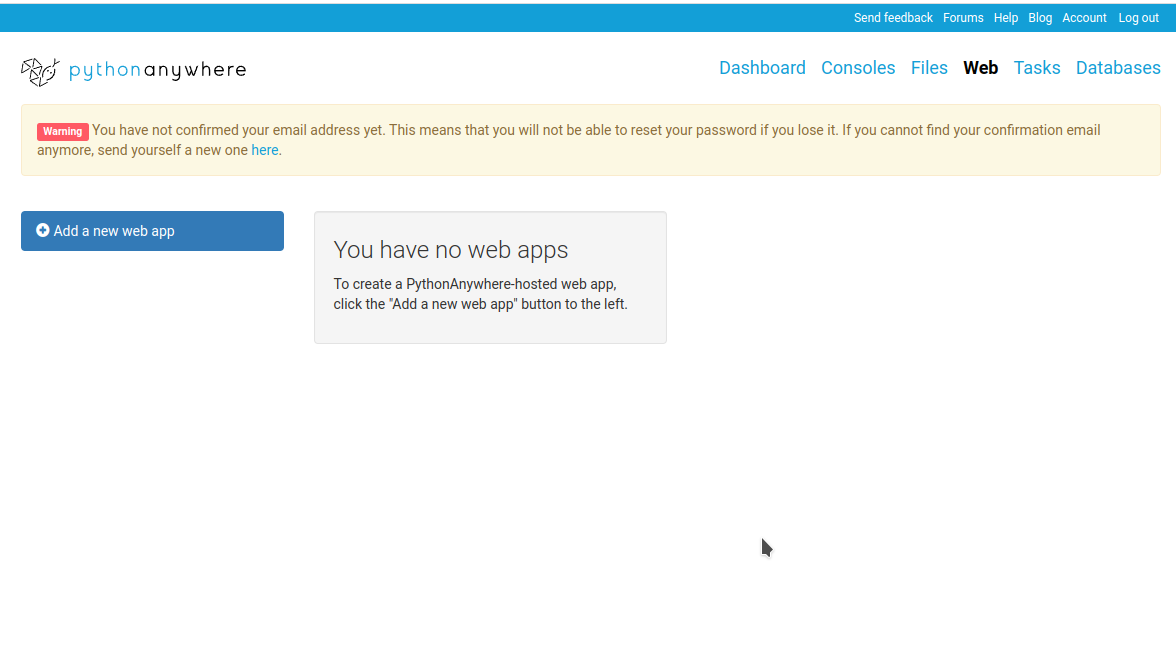 Send feedback Forums Help Blog Account Log out
pythonanywhere
Dashboard Consoles Files Web Tasks Databases
Warning You have not confirmed your email address yet. This means that you will not be able to reset your password if you lose it. If you cannot find your confirmation email
anymore, send yourself a new one here.
Add a new web app
You have no web apps
To create a PythonAnywhere-hosted web app,
click the "Add a new web app" button to the left.